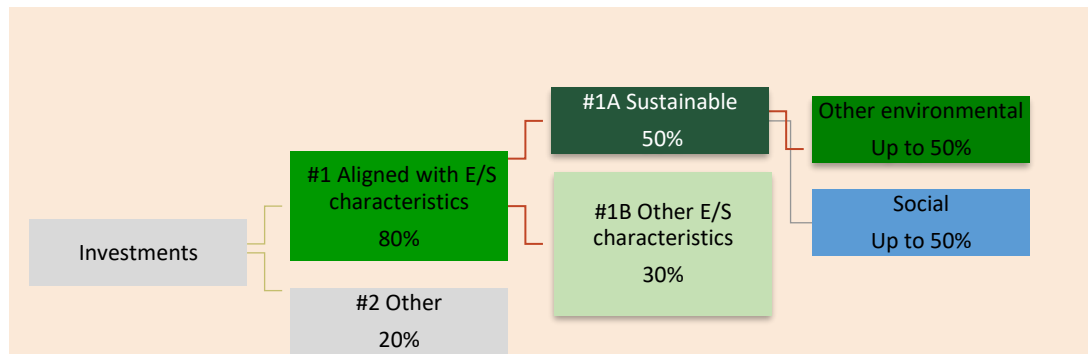 Investments
#1 Aligned with E/S
characteristics
80%
#2 Other
20%
#1A Sustainable
50%
#1B Other E/S
characteristics
30%
Other environmental
Up to 50%
Social
Up to 50%